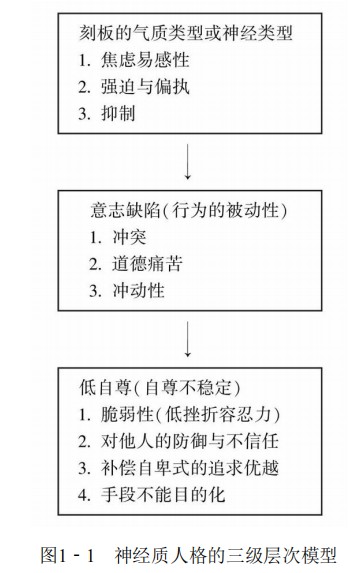 刻板的气质类型或神经类型
1. 焦虑易感性
2. 强迫与偏执
3. 抑制
意志缺陷(行为的被动性)
1. 冲突
2. 道德痛苦
3. 冲动性
低自尊(自尊不稳定)
1. 脆弱性(低挫折容忍力)
2. 对他人的防御与不信任
3. 补偿自卑式的追求优越
4. 手段不能目的化
图1-1 神经质人格的三级层次模型